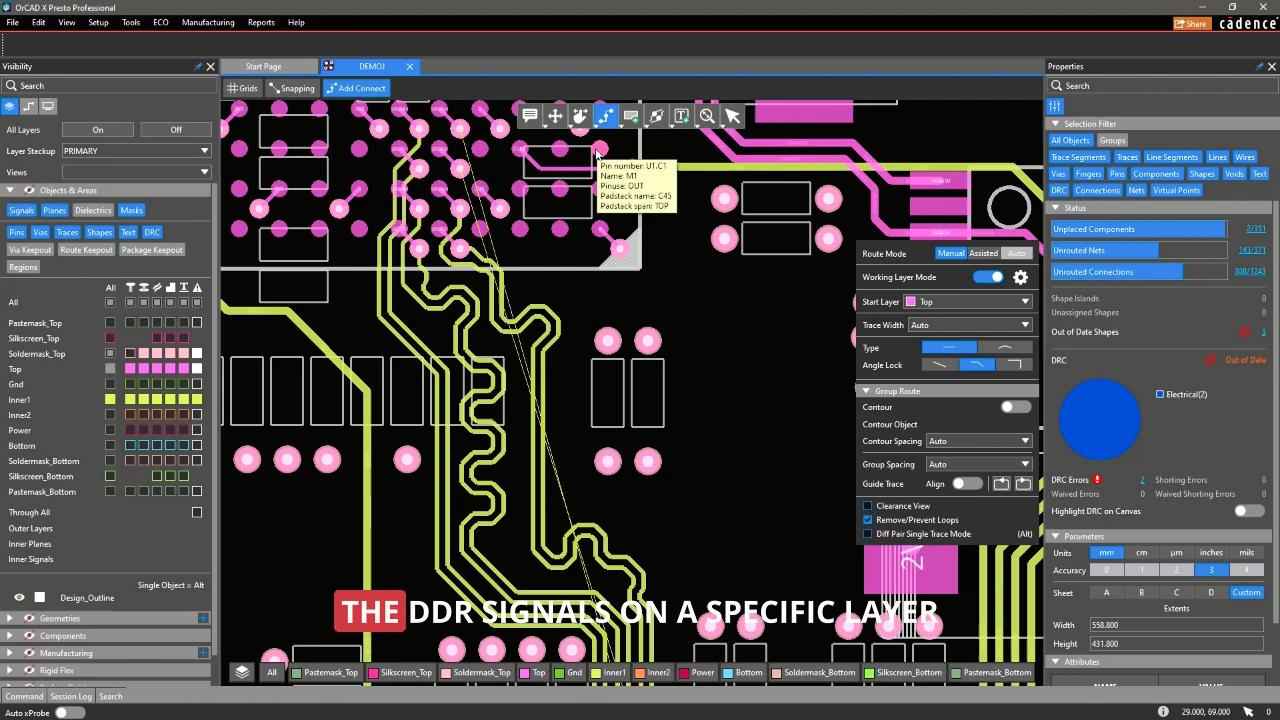 OrCAD X Presto Professional
File Edit View Setup Tools ECO Manufacturing Reports Help
Share
cādence
Visibility
Search
All Layers On Off
Layer Stackup PRIMARY
Views
Objects & Areas
Signals Planes Dielectrics Masks
Pins Vias Traces Shapes Text DRC
Via Keepout Route Keepout Package Keepout
Regions
All
All
Pastemask_Top
Silkscreen_Top
Soldermask_Top
Top
Gnd
Inner1
Inner2
Power
Bottom
Soldermask_Bottom
Silkscreen_Bottom
Pastemask_Bottom
Through All
Outer Layers
Inner Planes
Inner Signals
Single Object = Alt
Design_Outline
Geometries
Components
Manufacturing
Rigid Flex
Start Page
DEMOJ
Grids Snapping Add Connect
Pin number: U1.C1
Name: M1
Pinuse: OUT
Padstack name: C45
Padstack span: TOP
Route Mode Manual Assisted Auto
Working Layer Mode
Start Layer Top
Trace Width Auto
Type
Angle Lock
Group Route
Contour
Contour Object
Contour Spacing Auto
Group Spacing Auto
Guide Trace Align
Clearance View
Remove/Prevent Loops
Diff Pair Single Trace Mode (Alt)
THE DDR SIGNALS ON A SPECIFIC LAYER
All Pastemask_Top Silkscreen_Top Soldermask_Top Top Gnd Inner1 Inner2 Power Bottom Soldermask_Bottom Silkscreen_Bottom Pastemask_Bottom
Properties
Search
Selection Filter
All Objects Groups
Trace Segments Traces Line Segments Lines Wires
Vias Fingers Pins Components Shapes Voids Text
DRC Connections Nets Virtual Points
Status
Unplaced Components 2/351
Unrouted Nets 143/371
Unrouted Connections 308/1243
Shape Islands 0
Unassigned Shapes 0
Out of Date Shapes 3
DRC Out of Date
Electrical(2)
DRC Errors 2 Shorting Errors 0
Waived Errors 0 Waived Shorting Errors 0
Highlight DRC on Canvas
Parameters
Units mm cm µm inches mils
Accuracy 0 1 2 3 4
Sheet A B C D Custom
Extents
Width 558.800
Height 431.800
Attributes
NAME VALUE
Command Session Log Search
Auto xProbe
29.000, 69.000 0